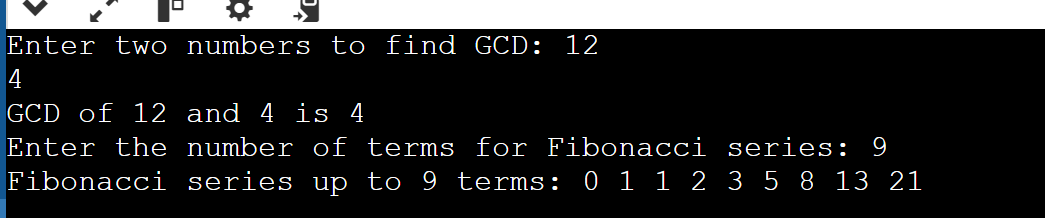 Enter two numbers to find GCD: 12
4
GCD of 12 and 4 is 4
Enter the number of terms for Fibonacci series: 9
Fibonacci series up to 9 terms: 0 1 1 2 3 5 8 13 21